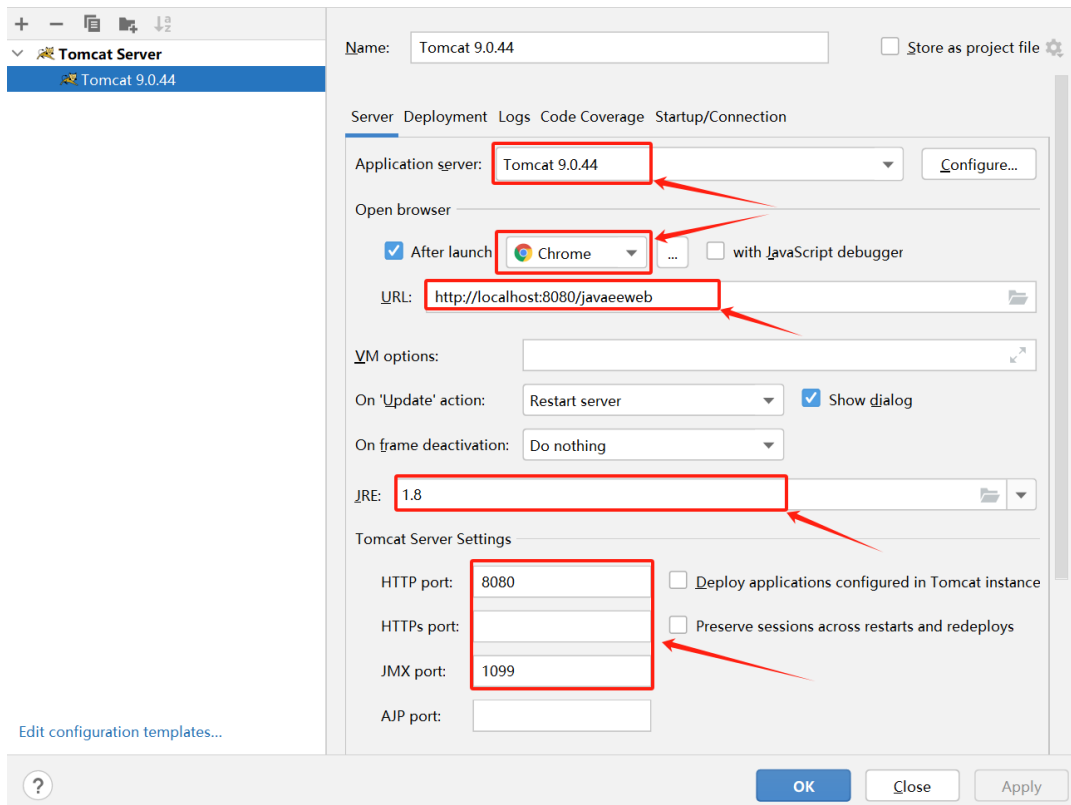 Tomcat Server
Tomcat 9.0.44
Edit configuration templates...
Name: Tomcat 9.0.44 Store as project file
Server Deployment Logs Code Coverage Startup/Connection
Application server: Tomcat 9.0.44 Configure...
Open browser
After launch Chrome ... with JavaScript debugger
URL: http://localhost:8080/javaeeweb
VM options:
On 'Update' action: Restart server Show dialog
On frame deactivation: Do nothing
JRE: 1.8
Tomcat Server Settings
HTTP port: 8080 Deploy applications configured in Tomcat instance
HTTPs port: Preserve sessions across restarts and redeploys
JMX port: 1099
AJP port:
? OK Close Apply